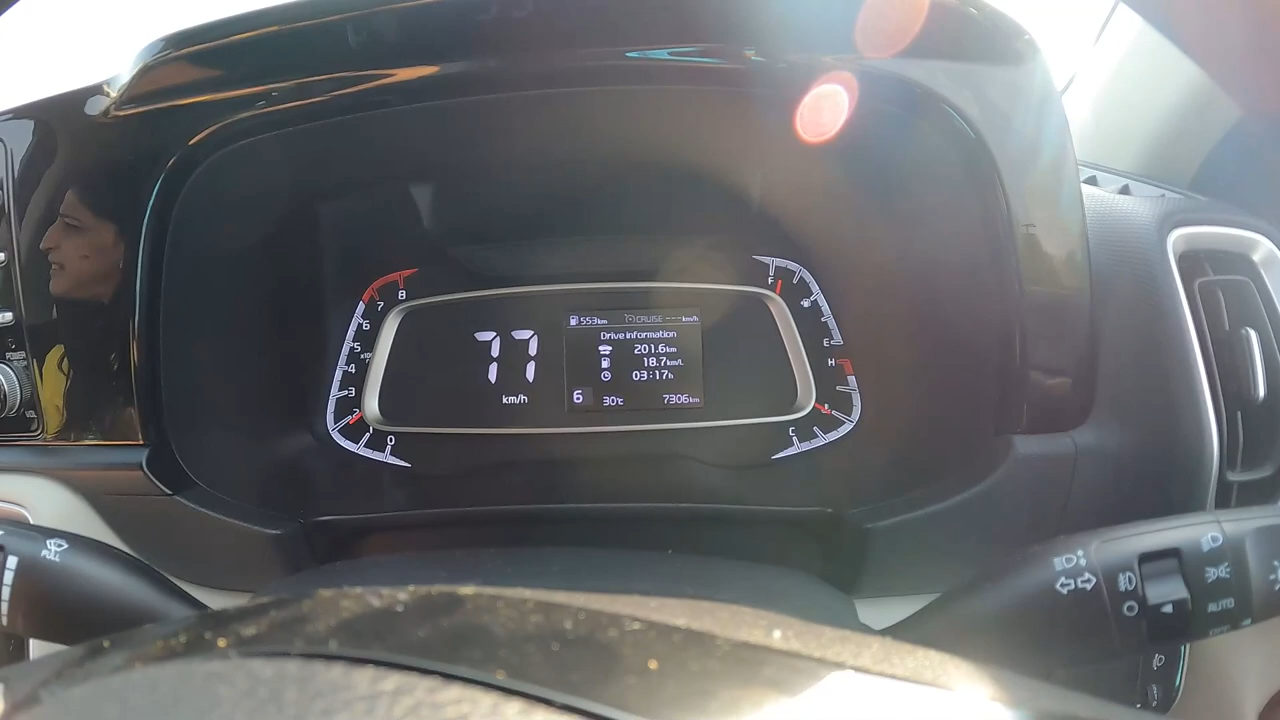 553km CRUISE ---km/h
Drive information
201.6km
18.7km/L
03:17h
6 30°C 7306km
77
km/h
8
7
6
5
4
3
2
1
0
F
E
H
C
POWER
VOL
PULL
AUTO